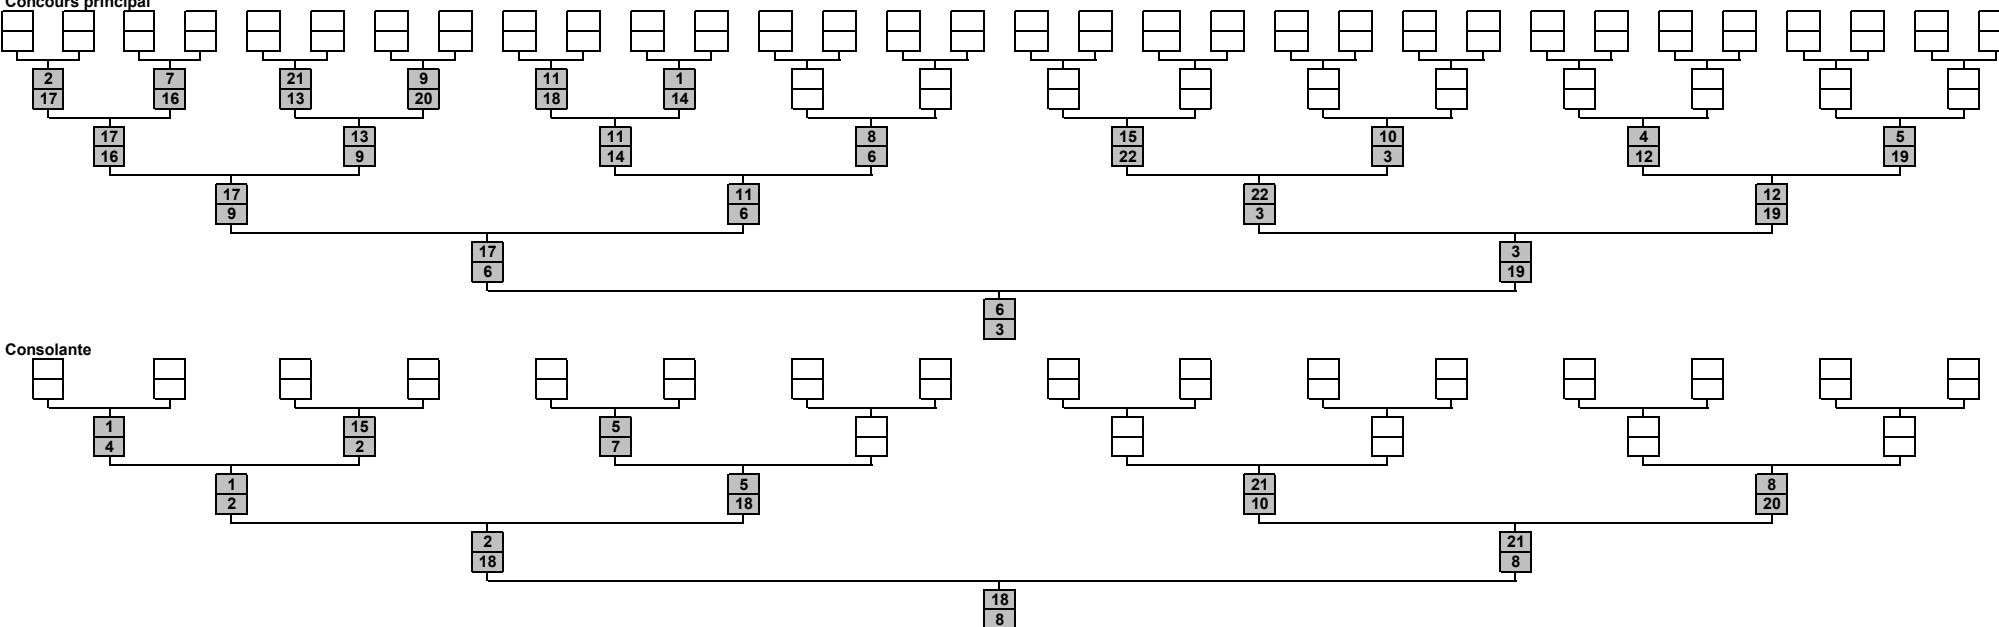 Concours principal
2 7 21 9 11 1
17 16 13 20 18 14
17 13 11 8 15 10 4 5
16 9 14 6 22 3 12 19
17 11 22 12
9 6 3 19
17 3
6 19
6
3
Consolante
1 15 5
4 2 7
1 5 21 8
2 18 10 20
2 21
18 8
18
8